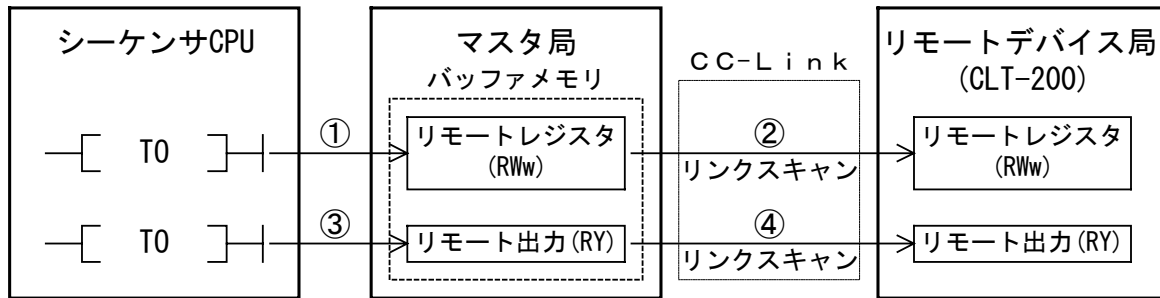 シーケンサCPU
TO
TO
①
③
マスタ局
バッファメモリ
リモートレジスタ
(RWw)
リモート出力(RY)
ＣＣ-Ｌｉｎｋ
②
リンクスキャン
④
リンクスキャン
リモートデバイス局
(CLT-200)
リモートレジスタ
(RWw)
リモート出力(RY)